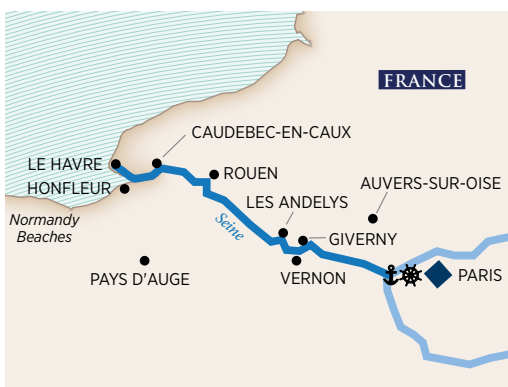 FRANCE
CAUDEBEC-EN-CAUX
LE HAVRE
ROUEN
HONFLEUR
AUVERS-SUR-OISE
LES ANDELYS
Normandy
Beaches
Seine
GIVERNY
PAYS D'AUGE
VERNON
PARIS